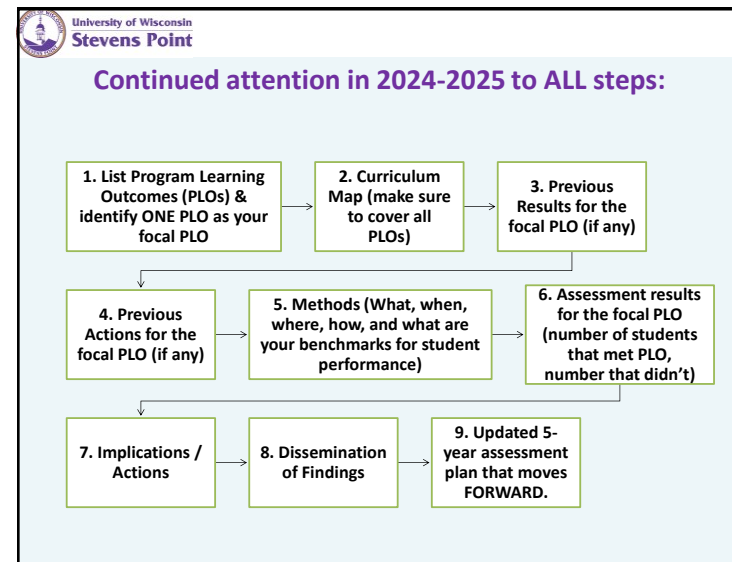 University of Wisconsin
Stevens Point
Continued attention in 2024-2025 to ALL steps:
1. List Program Learning
Outcomes (PLOs) &
identify ONE PLO as your
focal PLO
2. Curriculum
Map (make sure
to cover all
PLOs)
3. Previous
Results for the
focal PLO (if any)
4. Previous
Actions for the
focal PLO (if any)
5. Methods (What, when,
where, how, and what are
your benchmarks for student
performance)
6. Assessment results
for the focal PLO
(number of students
that met PLO,
number that didn’t)
7. Implications /
Actions
8. Dissemination
of Findings
9. Updated 5-
year assessment
plan that moves
FORWARD.